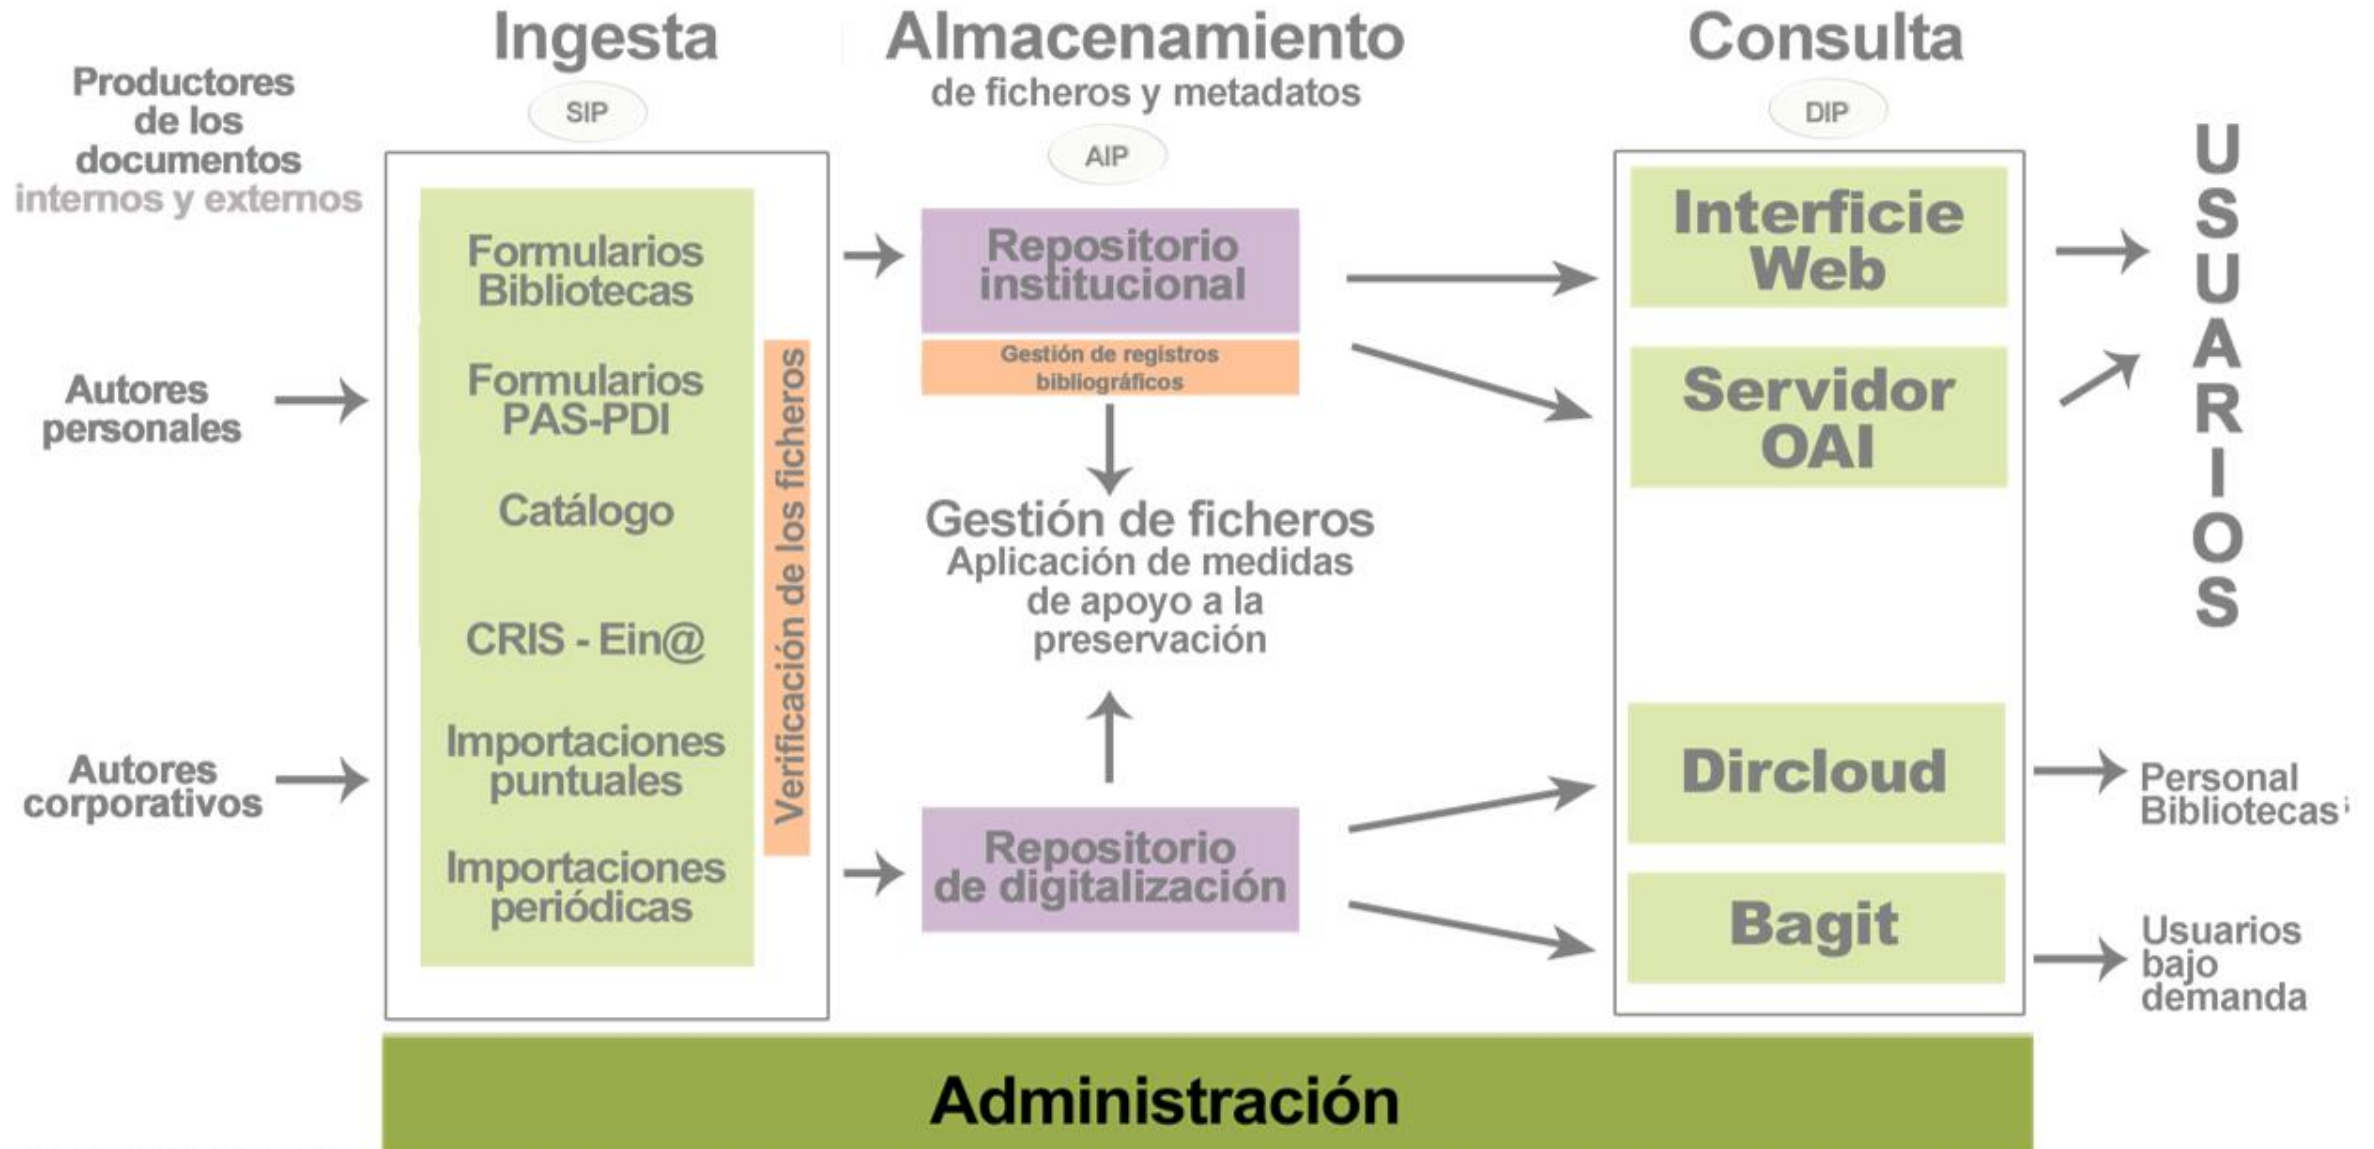 Productores
de los
documentos
internos y externos
Autores
personales
Autores
corporativos
Ingesta
SIP
Formularios
Bibliotecas
Formularios
PAS-PDI
Catálogo
CRIS - Ein@
Importaciones
puntuales
Importaciones
periódicas
Verificación de los ficheros
Almacenamiento
de ficheros y metadatos
AIP
Repositorio
institucional
Gestión de registros
bibliográficos
Gestión de ficheros
Aplicación de medidas
de apoyo a la
preservación
Repositorio
de digitalización
Consulta
DIP
Interficie
Web
Servidor
OAI
Dircloud
Bagit
USUARIOS
Personal
Bibliotecas
Usuarios
bajo
demanda
Administración